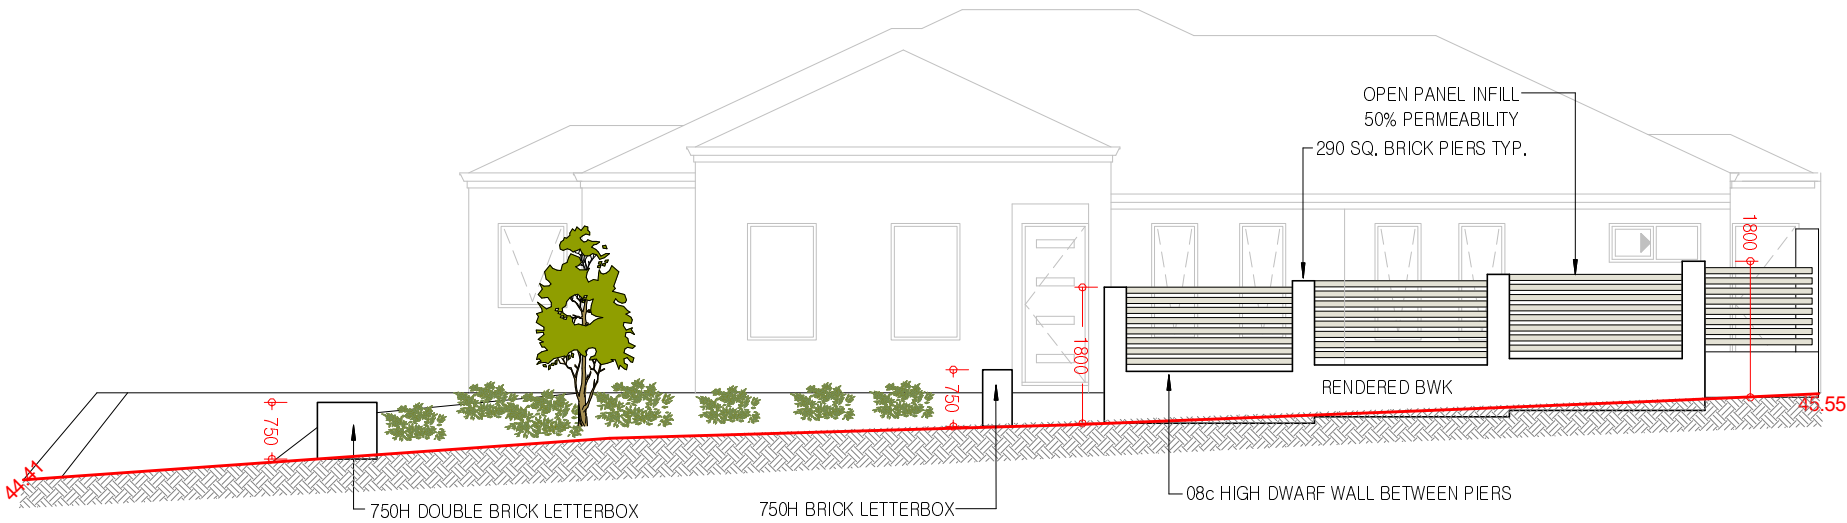 OPEN PANEL INFILL
50% PERMEABILITY
290 SQ. BRICK PIERS TYP.
1800
1800
RENDERED BWK
750
750
45.55
44.41
08c HIGH DWARF WALL BETWEEN PIERS
750H DOUBLE BRICK LETTERBOX
750H BRICK LETTERBOX